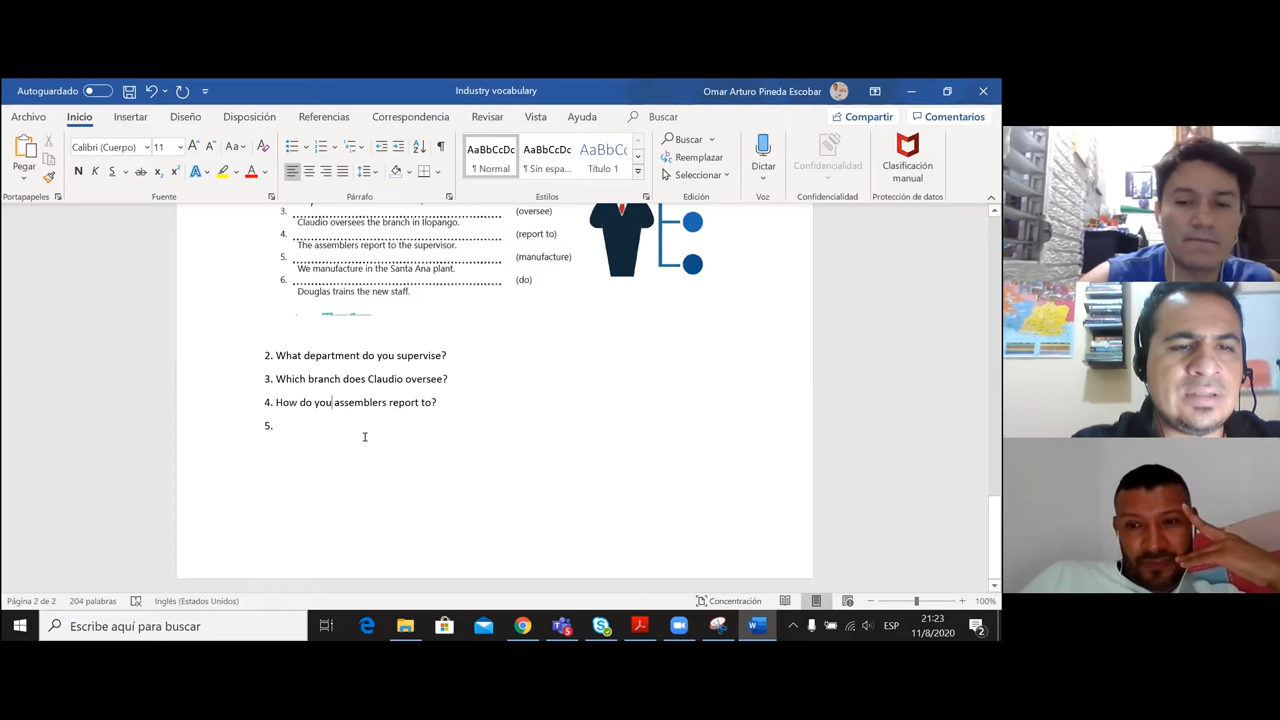 Autoguardado
Industry vocabulary
Omar Arturo Pineda Escobar
Archivo Inicio Insertar Diseño Disposición Referencias Correspondencia Revisar Vista Ayuda Buscar Compartir Comentarios
Pegar
Calibri (Cuerpo) 11
AaBbCcDc AaBbCcDc AaBbCc
¶ Normal ¶ Sin espa... Título 1
Buscar
Reemplazar
Seleccionar
Dictar
Confidencialidad
Clasificación manual
Portapapeles Fuente Párrafo Estilos Edición Voz Confidencialidad Protección de datos
3. (oversee)
Claudio oversees the branch in Ilopango.
4. (report to)
The assemblers report to the supervisor.
5. (manufacture)
We manufacture in the Santa Ana plant.
6. (do)
Douglas trains the new staff.
2. What department do you supervise?
3. Which branch does Claudio oversee?
4. How do you assemblers report to?
5.
Página 2 de 2 204 palabras Inglés (Estados Unidos) Concentración 100%
Escribe aquí para buscar
ESP
21:23
11/8/2020
2